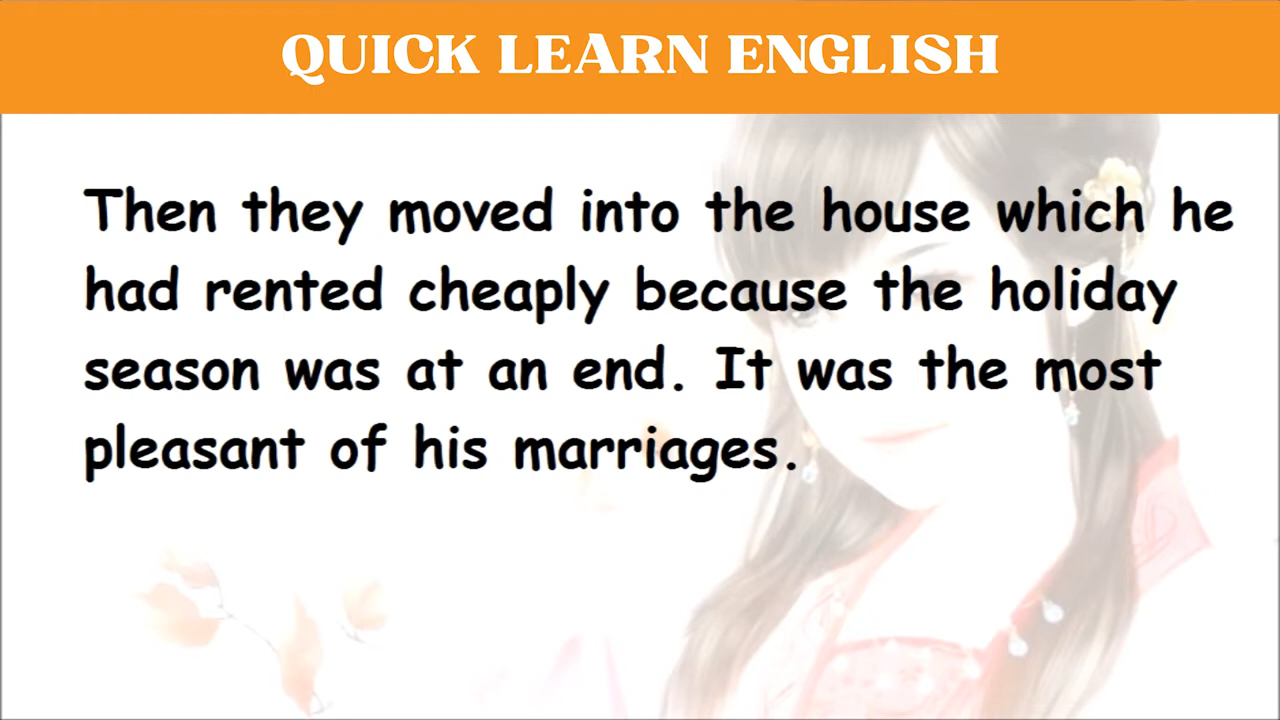 QUICK LEARN ENGLISH
Then they moved into the house which he
had rented cheaply because the holiday
season was at an end. It was the most
pleasant of his marriages.